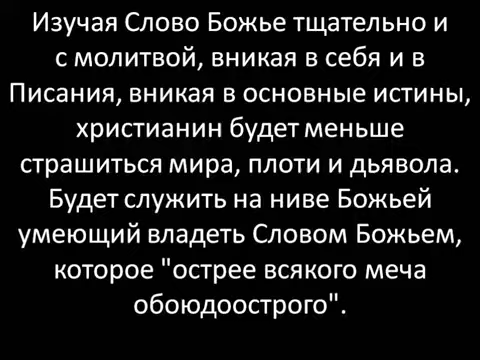 Изучая Слово Божье тщательно и
с молитвой, вникая в себя и в
Писания, вникая в основные истины,
христианин будет меньше
страшиться мира, плоти и дьявола.
Будет служить на ниве Божьей
умеющий владеть Словом Божьем,
которое "острее всякого меча
обоюдоострого".